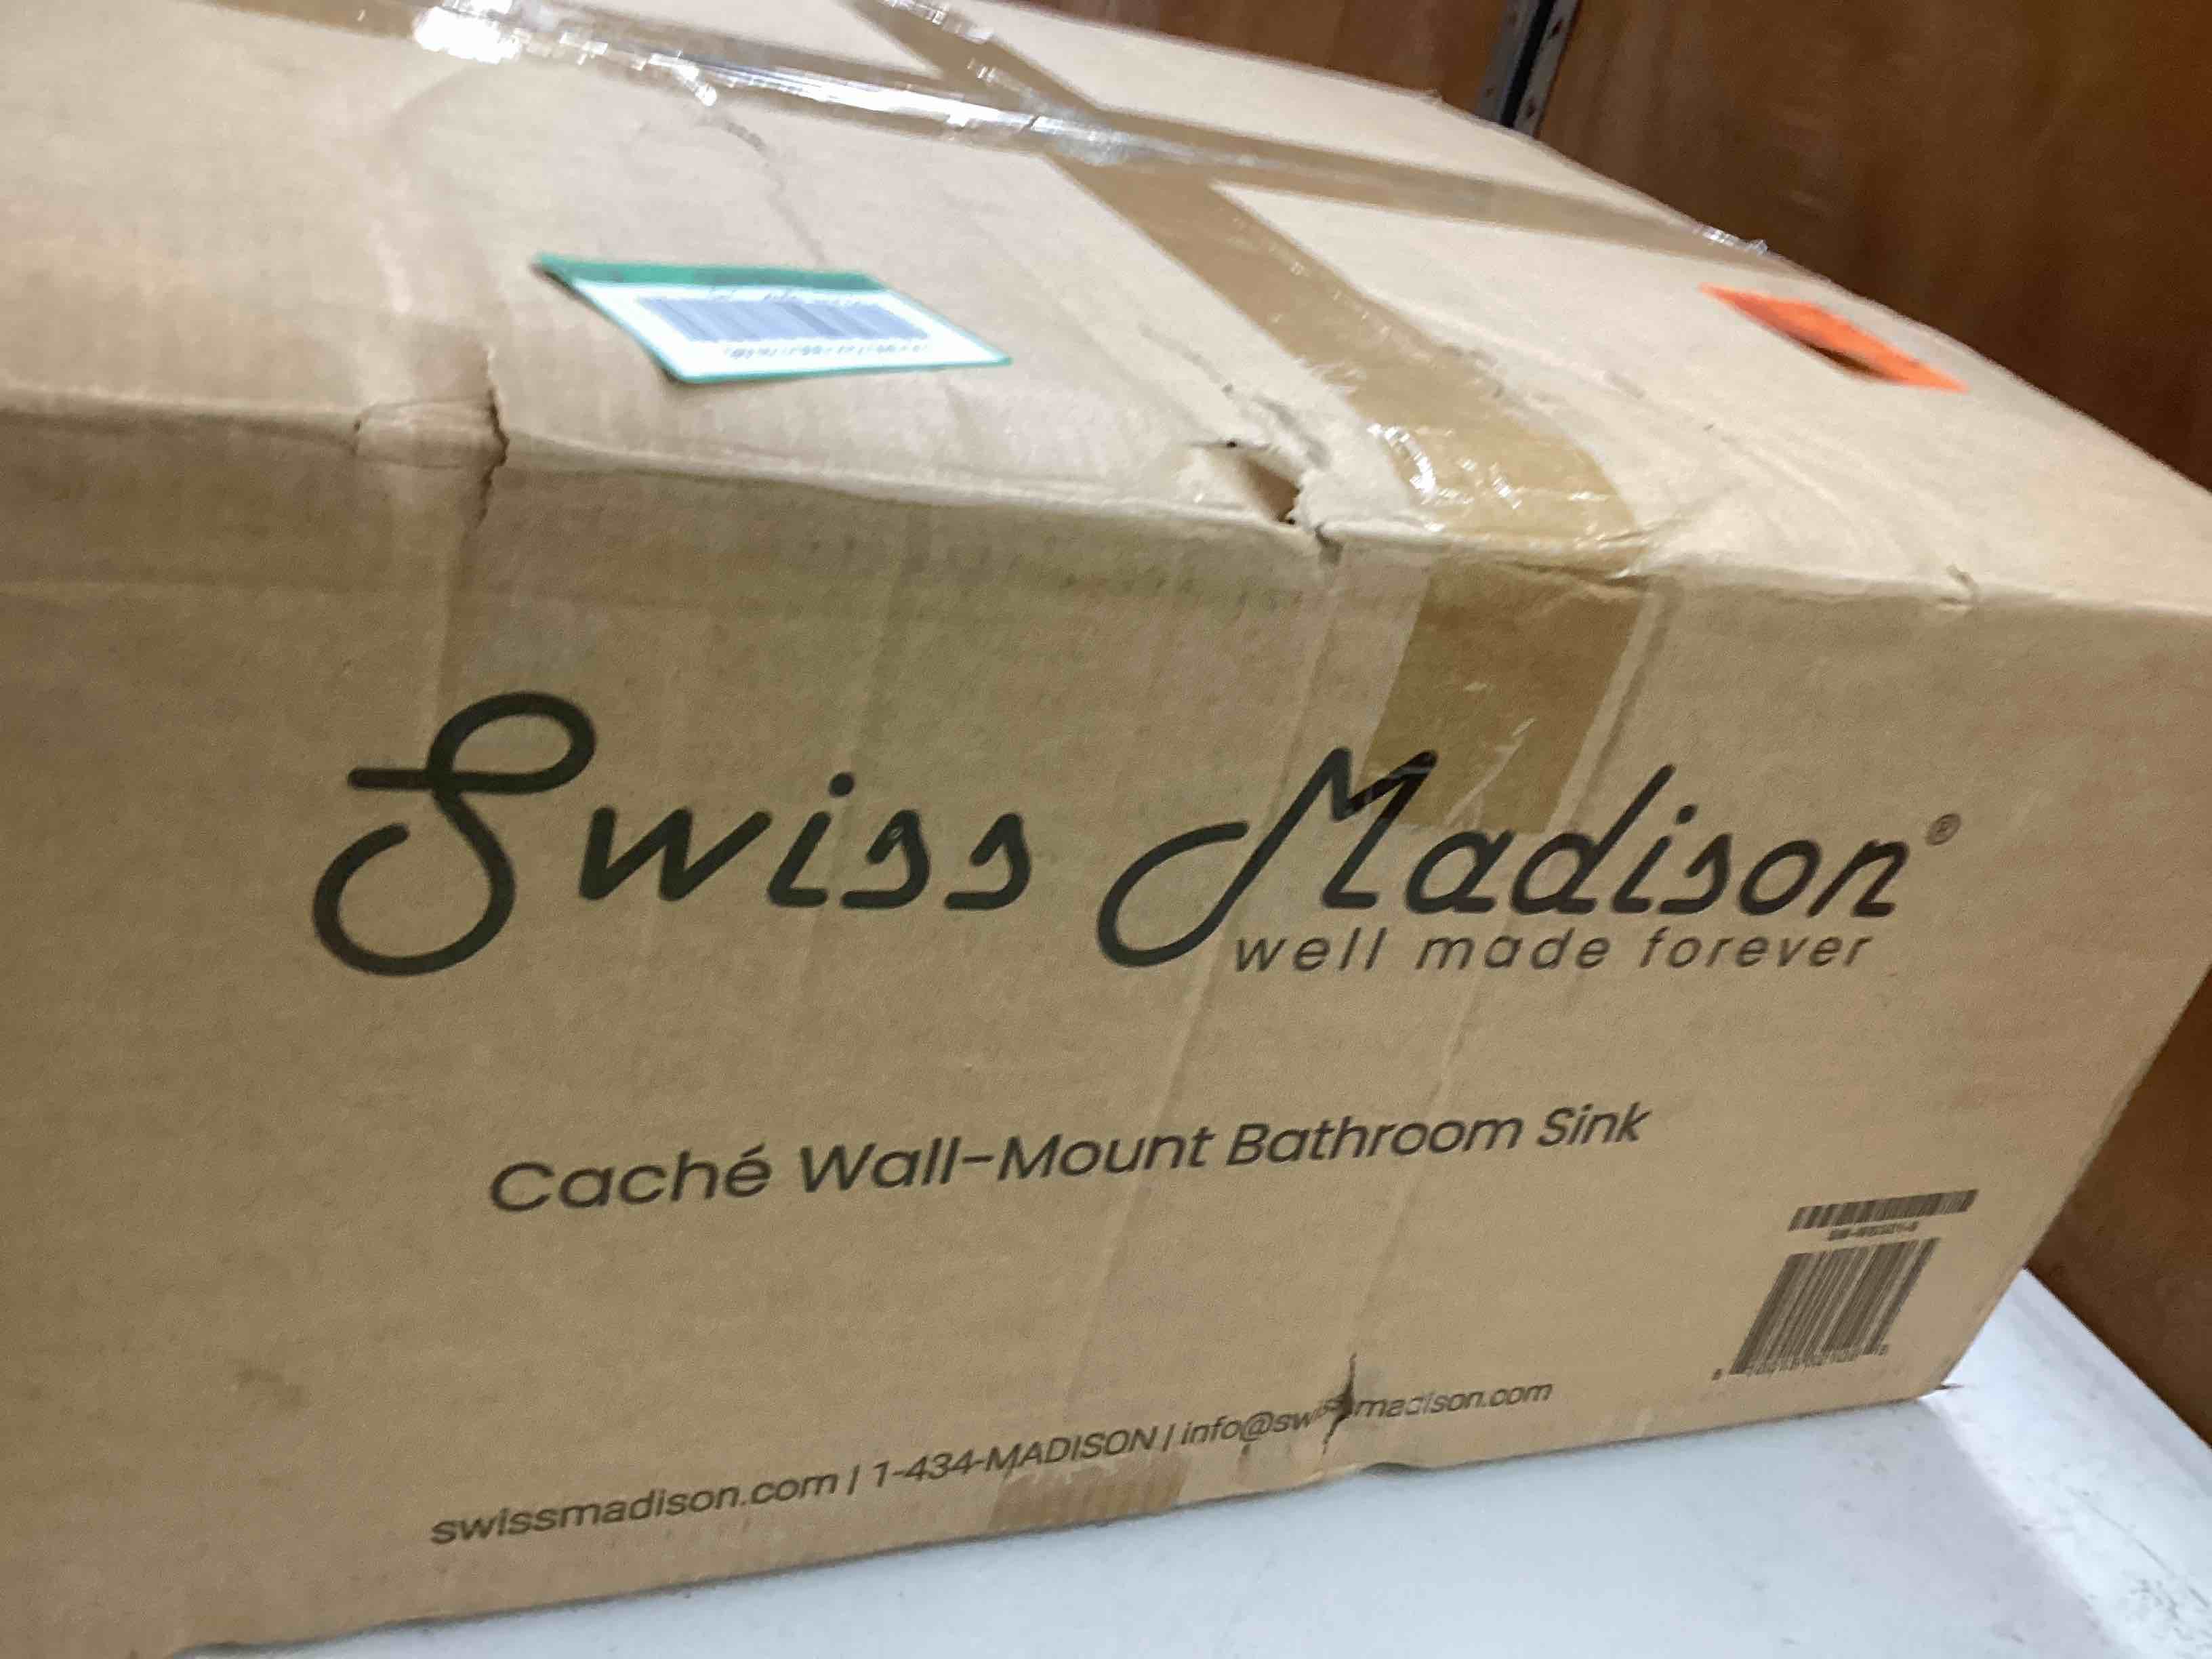 Swiss Madison®
well made forever
Caché Wall-Mount Bathroom Sink
swissmadison.com | 1-434-MADISON | info@swissmadison.com